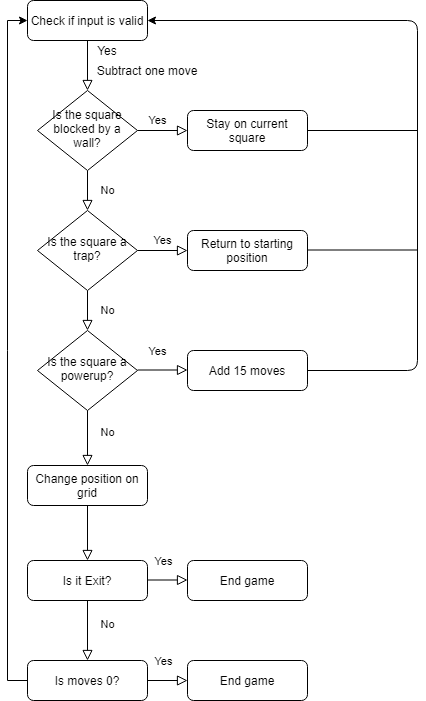 Check if input is valid
Yes
Subtract one move
Is the square
blocked by a
wall?
Yes
Stay on current
square
No
Is the square a
trap?
Yes
Return to starting
position
No
Is the square a
powerup?
Yes
Add 15 moves
No
Change position on
grid
Is it Exit?
Yes
End game
No
Is moves 0?
Yes
End game